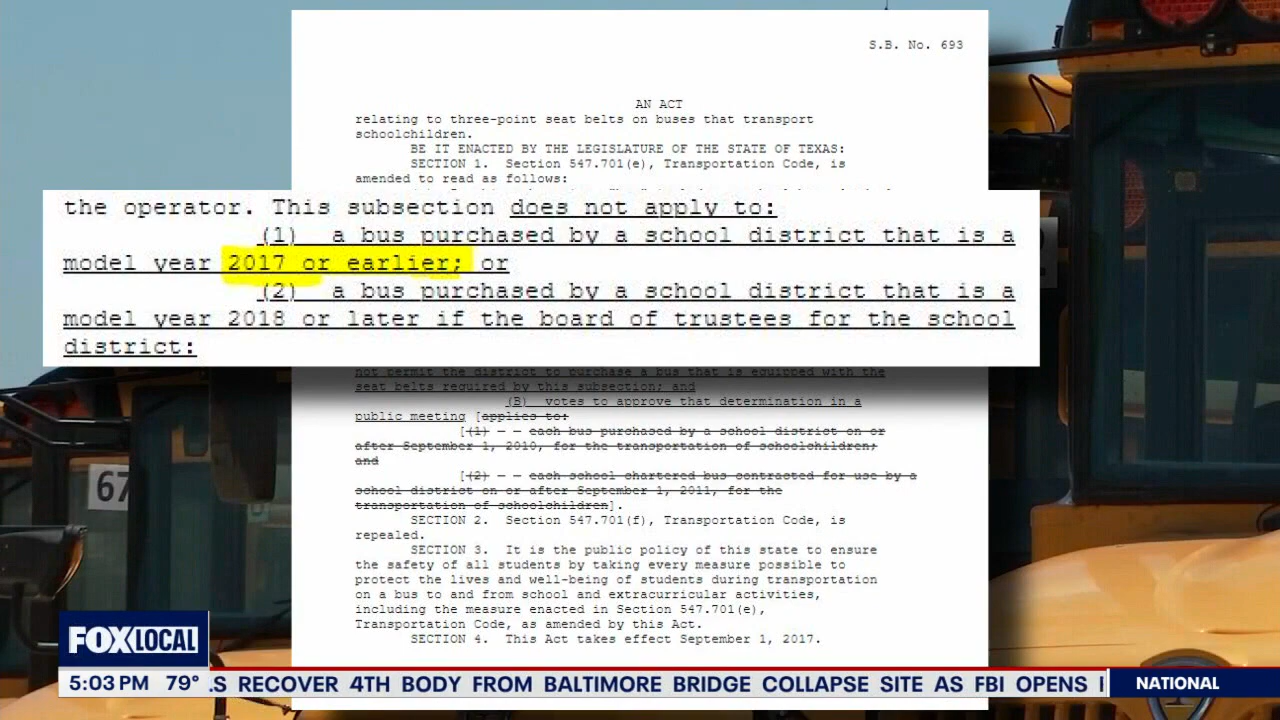 S.B. No. 693
AN ACT
relating to three-point seat belts on buses that transport
schoolchildren.
BE IT ENACTED BY THE LEGISLATURE OF THE STATE OF TEXAS:
SECTION 1. Section 547.701(e), Transportation Code, is
amended to read as follows:
the operator. This subsection does not apply to:
(1) a bus purchased by a school district that is a
model year 2017 or earlier; or
(2) a bus purchased by a school district that is a
model year 2018 or later if the board of trustees for the school
district:
not permit the district to purchase a bus that is equipped with the
seat belts required by this subsection; and
(B) votes to approve that determination in a
public meeting [applies to:
[(1) - - each bus purchased by a school district on or
after September 1, 2010, for the transportation of schoolchildren;
and
[(2) - - each school chartered bus contracted for use by a
school district on or after September 1, 2011, for the
transportation of schoolchildren].
SECTION 2. Section 547.701(f), Transportation Code, is
repealed.
SECTION 3. It is the public policy of this state to ensure
the safety of all students by taking every measure possible to
protect the lives and well-being of students during transportation
on a bus to and from school and extracurricular activities,
including the measure enacted in Section 547.701(e),
Transportation Code, as amended by this Act.
SECTION 4. This Act takes effect September 1, 2017.
67
FOX LOCAL
5:03 PM 79° .S RECOVER 4TH BODY FROM BALTIMORE BRIDGE COLLAPSE SITE AS FBI OPENS I NATIONAL